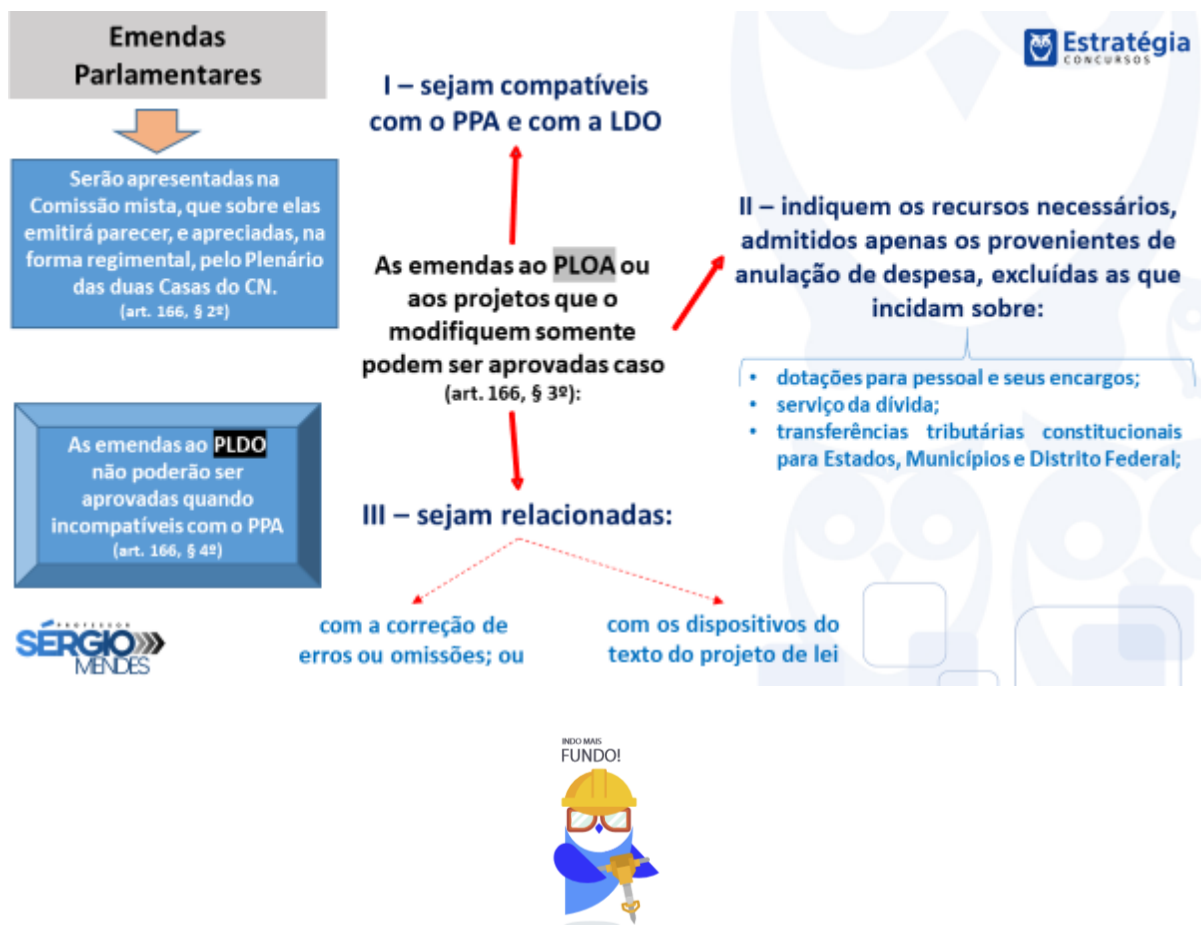 Emendas
Parlamentares
Serão apresentadas na
Comissão mista, que sobre elas
emitirá parecer, e apreciadas, na
forma regimental, pelo Plenário
das duas Casas do CN.
(art. 166, § 2º)
As emendas ao PLDO
não poderão ser
aprovadas quando
incompatíveis com o PPA
(art. 166, § 4º)
PROFESSOR
SÉRGIO
MENDES
I – sejam compatíveis
com o PPA e com a LDO
As emendas ao PLOA ou
aos projetos que o
modifiquem somente
podem ser aprovadas caso
(art. 166, § 3º):
III – sejam relacionadas:
com a correção de
erros ou omissões; ou
com os dispositivos do
texto do projeto de lei
Estratégia
CONCURSOS
II – indiquem os recursos necessários,
admitidos apenas os provenientes de
anulação de despesa, excluídas as que
incidam sobre:
• dotações para pessoal e seus encargos;
• serviço da dívida;
• transferências tributárias constitucionais
para Estados, Municípios e Distrito Federal;
INDO MAIS
FUNDO!